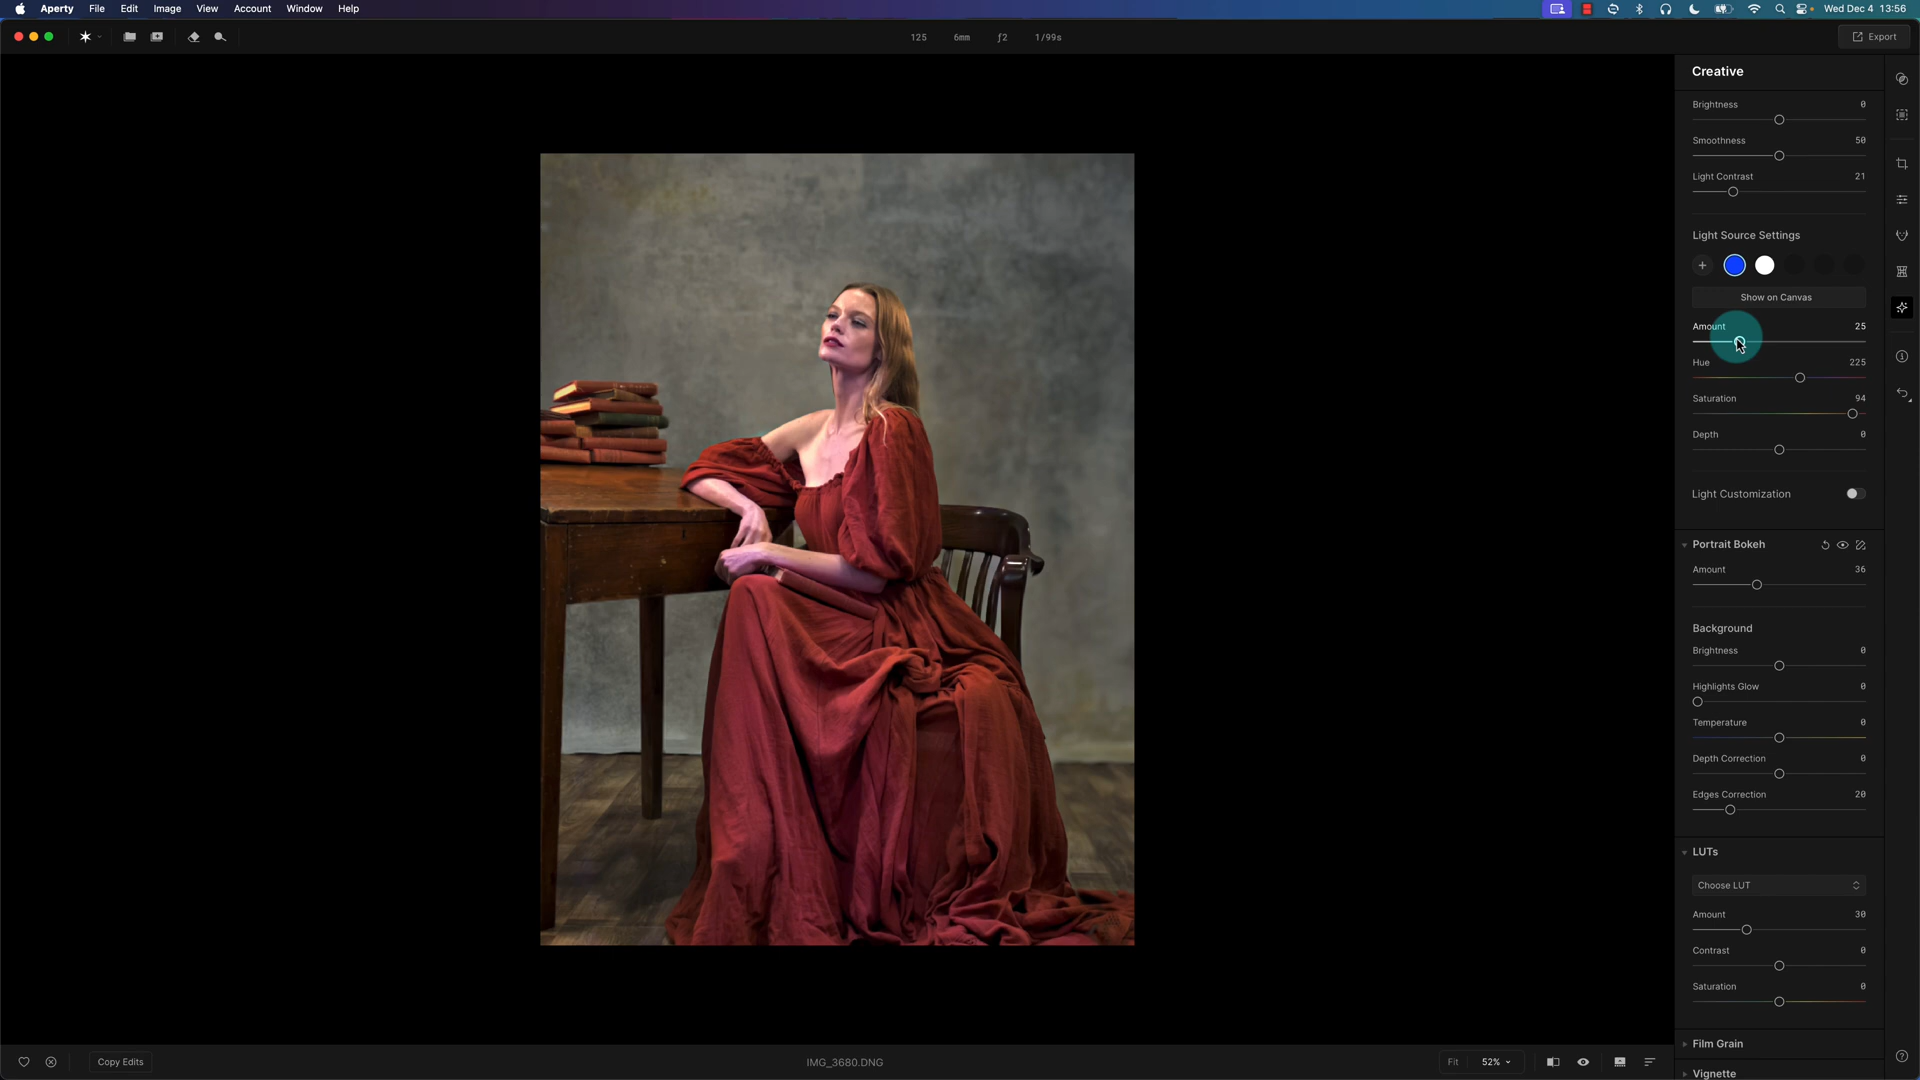 Aperty File Edit Image View Account Window Help
Wed Dec 4 13:56
125 6mm ƒ2 1/99s
Export
Creative
Brightness 0
Smoothness 50
Light Contrast 21
Light Source Settings
Show on Canvas
Amount 25
Hue 225
Saturation 94
Depth 0
Light Customization
Portrait Bokeh
Amount 36
Background
Brightness 0
Highlights Glow 0
Temperature 0
Depth Correction 0
Edges Correction 20
LUTs
Choose LUT
Amount 30
Contrast 0
Saturation 0
Film Grain
Vignette
Copy Edits
IMG_3680.DNG
Fit 52%